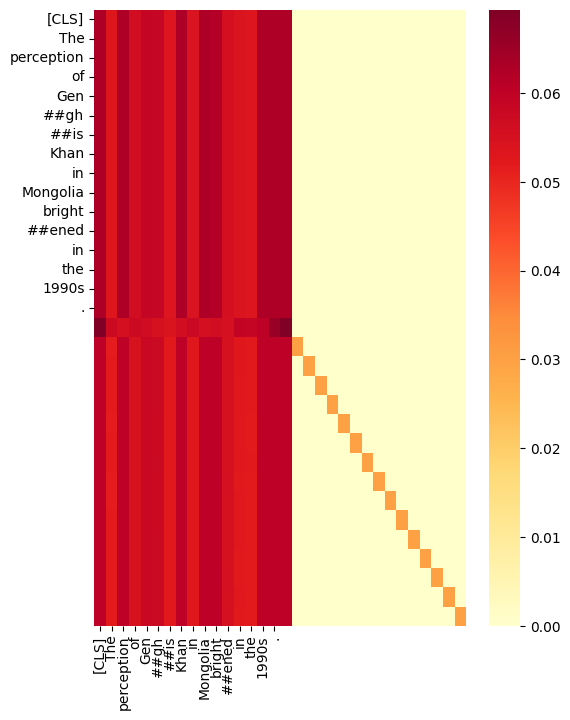 [CLS]
The
perception
of
Gen
##gh
##is
Khan
in
Mongolia
bright
##ened
in
the
1990s
.
0.06
0.05
0.04
0.03
0.02
0.01
0.00
[CLS]
The
perception
of
Gen
##gh
##is
Khan
in
Mongolia
bright
##ened
in
the
1990s
.